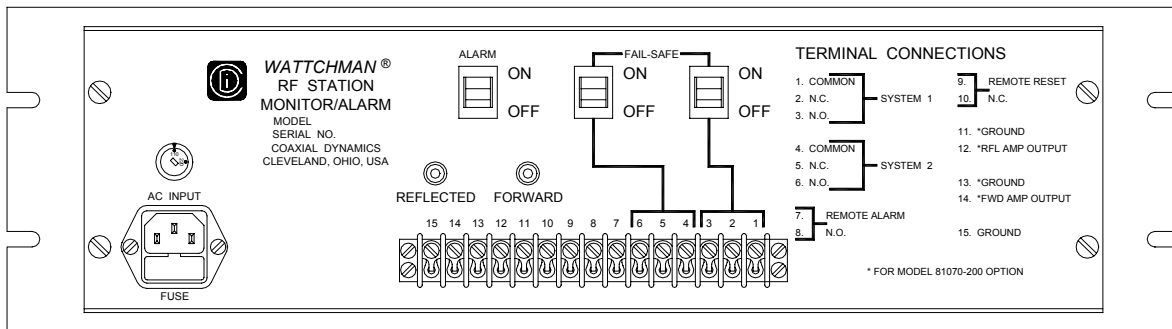 WATTCHMAN ®
RF STATION
MONITOR/ALARM
MODEL
SERIAL NO.
COAXIAL DYNAMICS
CLEVELAND, OHIO, USA
AC INPUT
FUSE
ALARM
ON
OFF
FAIL-SAFE
ON
OFF
ON
OFF
REFLECTED
FORWARD
15 14 13 12 11 10 9 8 7 6 5 4 3 2 1
TERMINAL CONNECTIONS
1. COMMON
2. N.C.
3. N.O.
SYSTEM 1
4. COMMON
5. N.C.
6. N.O.
SYSTEM 2
7. REMOTE ALARM
8. N.O.
9. REMOTE RESET
10. N.C.
11. *GROUND
12. *RFL AMP OUTPUT
13. *GROUND
14. *FWD AMP OUTPUT
15. GROUND
* FOR MODEL 81070-200 OPTION